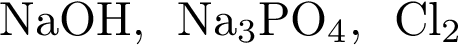 NaOH, Na₃PO₄, Cl₂